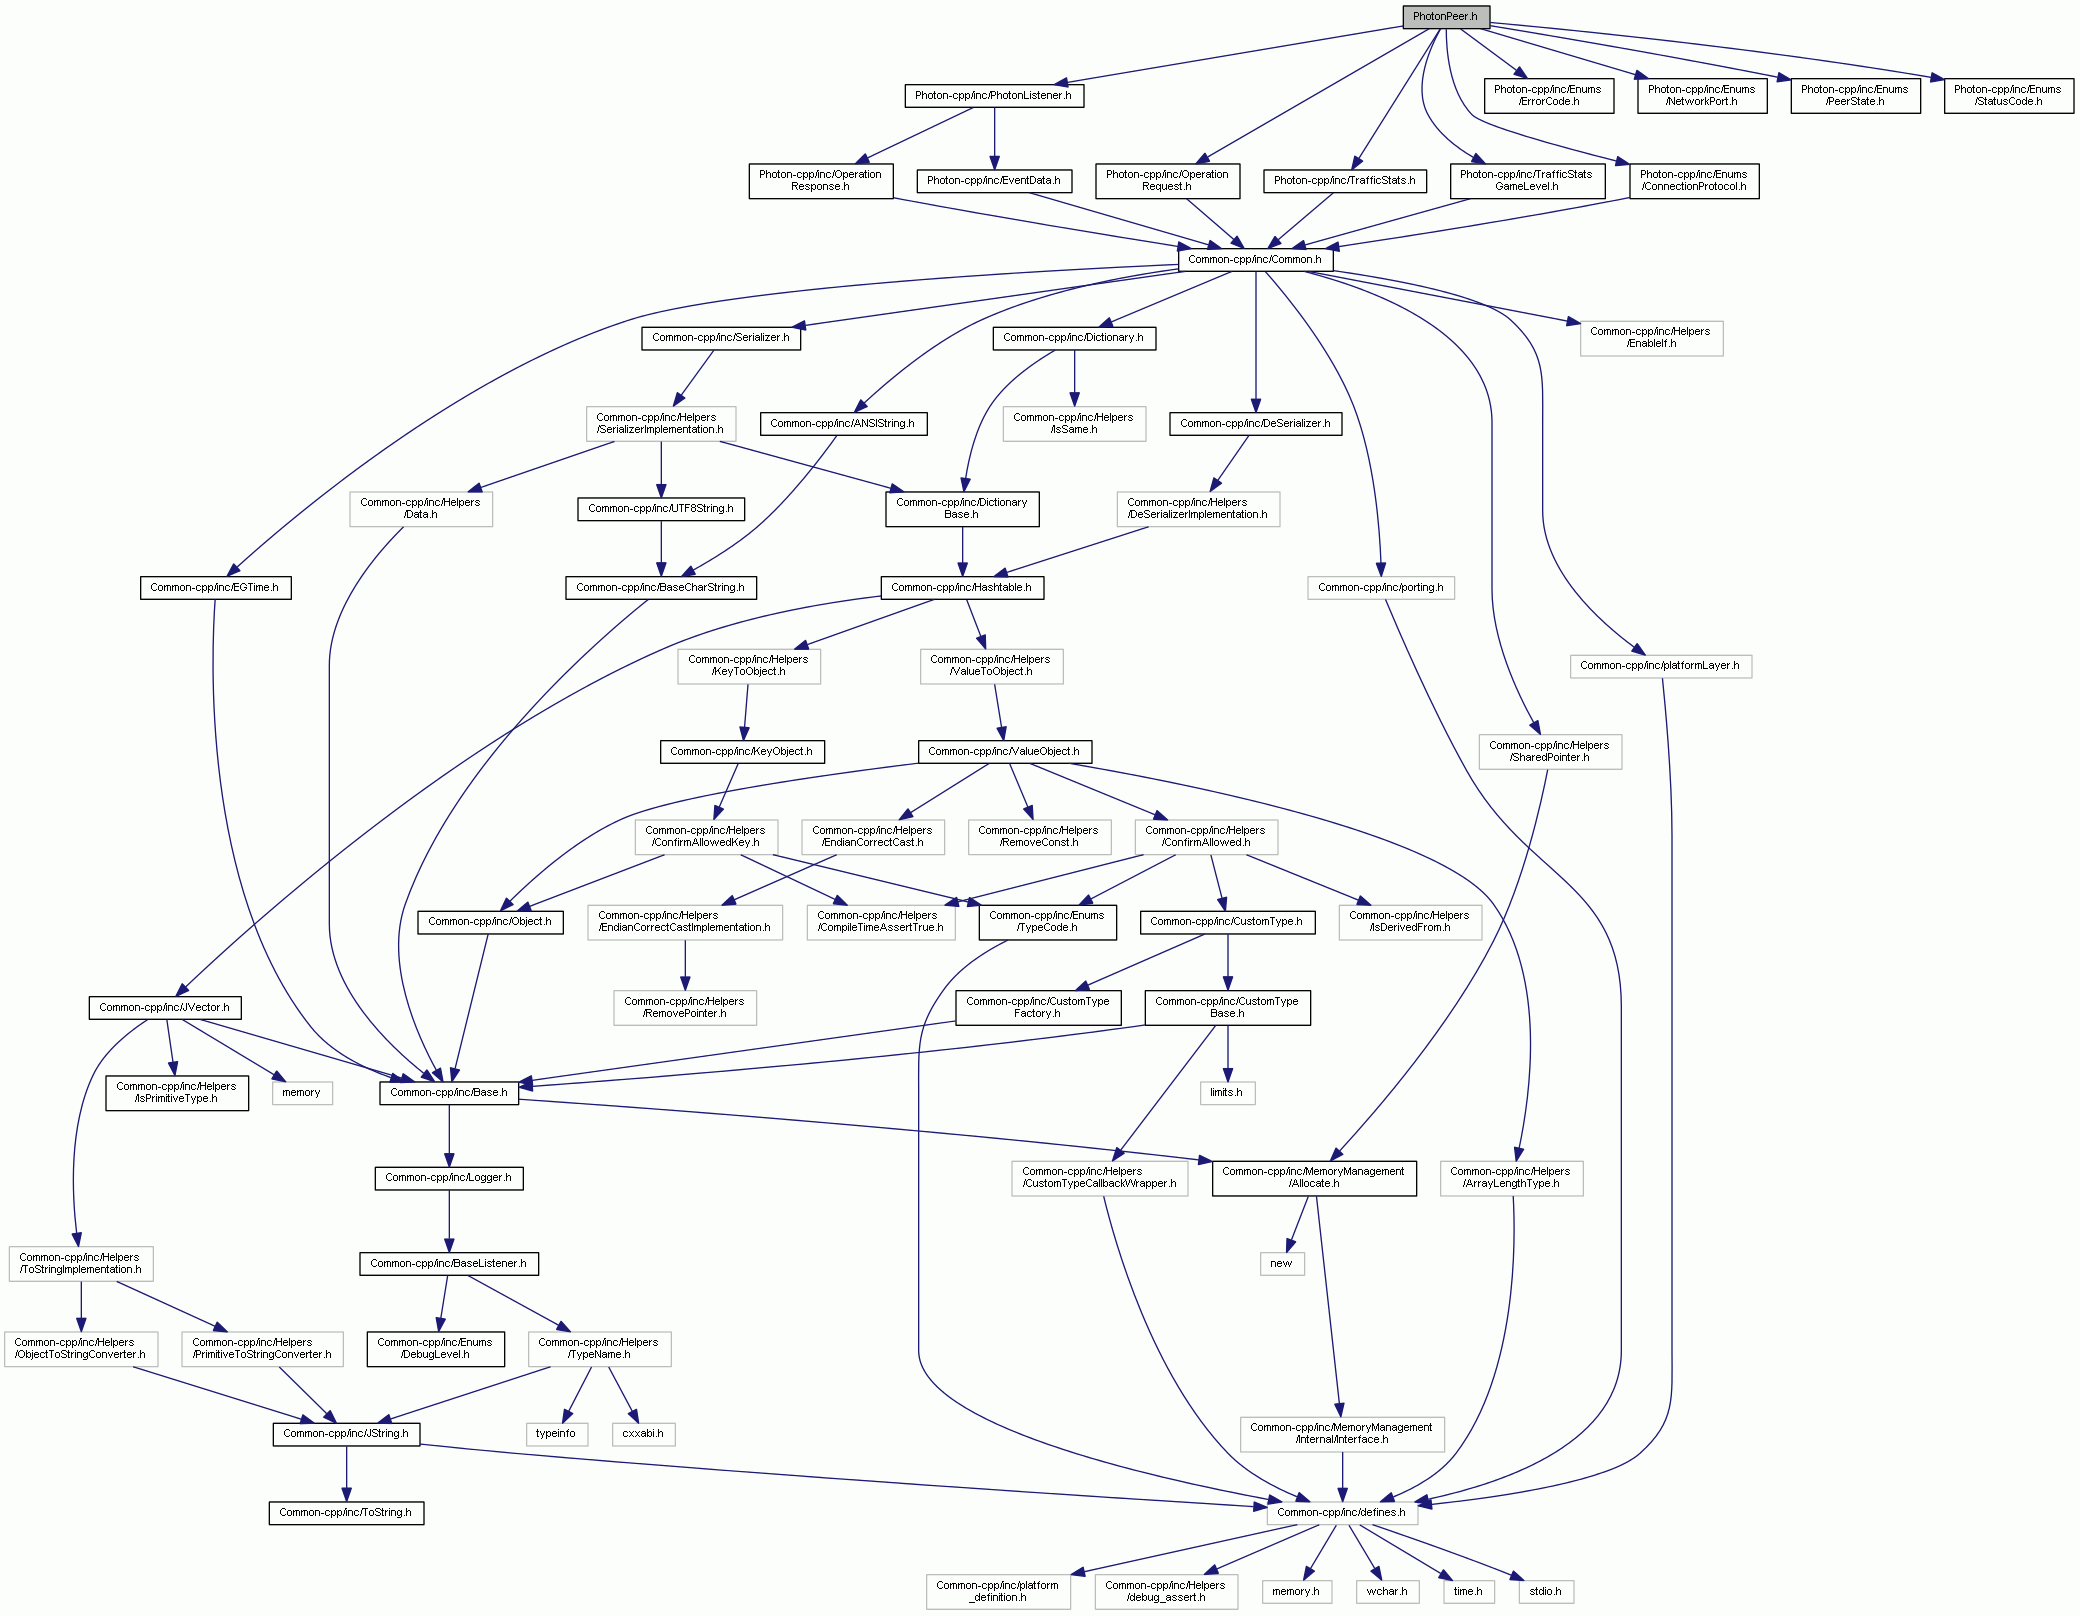 PhotonPeer.h
Photon-cpp/inc/PhotonListener.h
Photon-cpp/inc/Enums
/ErrorCode.h
Photon-cpp/inc/Enums
/NetworkPort.h
Photon-cpp/inc/Enums
/PeerState.h
Photon-cpp/inc/Enums
/StatusCode.h
Photon-cpp/inc/Operation
Response.h
Photon-cpp/inc/EventData.h
Photon-cpp/inc/Operation
Request.h
Photon-cpp/inc/TrafficStats.h
Photon-cpp/inc/TrafficStats
GameLevel.h
Photon-cpp/inc/Enums
/ConnectionProtocol.h
Common-cpp/inc/Common.h
Common-cpp/inc/Serializer.h
Common-cpp/inc/Dictionary.h
Common-cpp/inc/Helpers
/EnableIf.h
Common-cpp/inc/Helpers
/SerializerImplementation.h
Common-cpp/inc/ANSIString.h
Common-cpp/inc/Helpers
/IsSame.h
Common-cpp/inc/DeSerializer.h
Common-cpp/inc/Helpers
/Data.h
Common-cpp/inc/UTF8String.h
Common-cpp/inc/Dictionary
Base.h
Common-cpp/inc/Helpers
/DeSerializerImplementation.h
Common-cpp/inc/EGTime.h
Common-cpp/inc/BaseCharString.h
Common-cpp/inc/Hashtable.h
Common-cpp/inc/porting.h
Common-cpp/inc/Helpers
/KeyToObject.h
Common-cpp/inc/Helpers
/ValueToObject.h
Common-cpp/inc/platformLayer.h
Common-cpp/inc/KeyObject.h
Common-cpp/inc/ValueObject.h
Common-cpp/inc/Helpers
/SharedPointer.h
Common-cpp/inc/Helpers
/ConfirmAllowedKey.h
Common-cpp/inc/Helpers
/EndianCorrectCast.h
Common-cpp/inc/Helpers
/RemoveConst.h
Common-cpp/inc/Helpers
/ConfirmAllowed.h
Common-cpp/inc/Object.h
Common-cpp/inc/Helpers
/EndianCorrectCastImplementation.h
Common-cpp/inc/Helpers
/CompileTimeAssertTrue.h
Common-cpp/inc/Enums
/TypeCode.h
Common-cpp/inc/CustomType.h
Common-cpp/inc/Helpers
/IsDerivedFrom.h
Common-cpp/inc/JVector.h
Common-cpp/inc/Helpers
/RemovePointer.h
Common-cpp/inc/CustomType
Factory.h
Common-cpp/inc/CustomType
Base.h
Common-cpp/inc/Helpers
/IsPrimitiveType.h
memory
Common-cpp/inc/Base.h
limits.h
Common-cpp/inc/Logger.h
Common-cpp/inc/Helpers
/CustomTypeCallbackWrapper.h
Common-cpp/inc/MemoryManagement
/Allocate.h
Common-cpp/inc/Helpers
/ArrayLengthType.h
Common-cpp/inc/Helpers
/ToStringImplementation.h
Common-cpp/inc/BaseListener.h
new
Common-cpp/inc/Helpers
/ObjectToStringConverter.h
Common-cpp/inc/Helpers
/PrimitiveToStringConverter.h
Common-cpp/inc/Enums
/DebugLevel.h
Common-cpp/inc/Helpers
/TypeName.h
Common-cpp/inc/JString.h
typeinfo
cxxabi.h
Common-cpp/inc/MemoryManagement
/Internal/Interface.h
Common-cpp/inc/ToString.h
Common-cpp/inc/defines.h
Common-cpp/inc/platform
_definition.h
Common-cpp/inc/Helpers
/debug_assert.h
memory.h
wchar.h
time.h
stdio.h